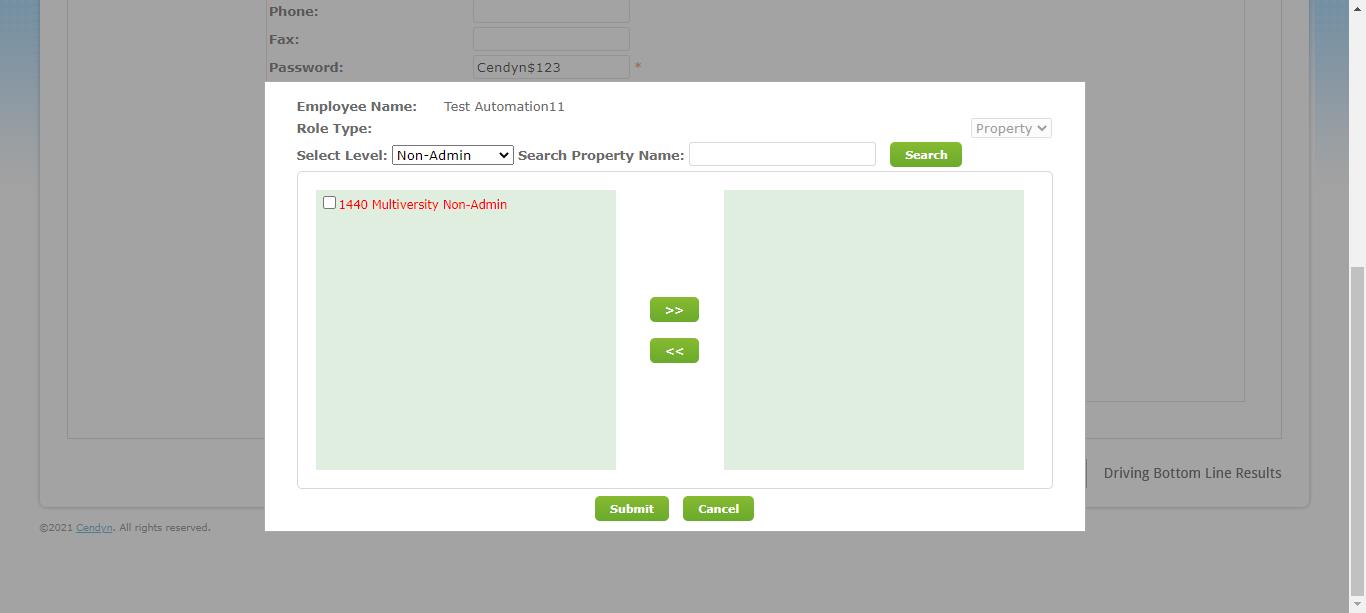 Phone:
Fax:
Password: Cendyn$123 *
Employee Name: Test Automation11
Role Type: Property
Select Level: Non-Admin Search Property Name: Search
1440 Multiversity Non-Admin
>>
<<
Submit Cancel
Driving Bottom Line Results
©2021 Cendyn. All rights reserved.